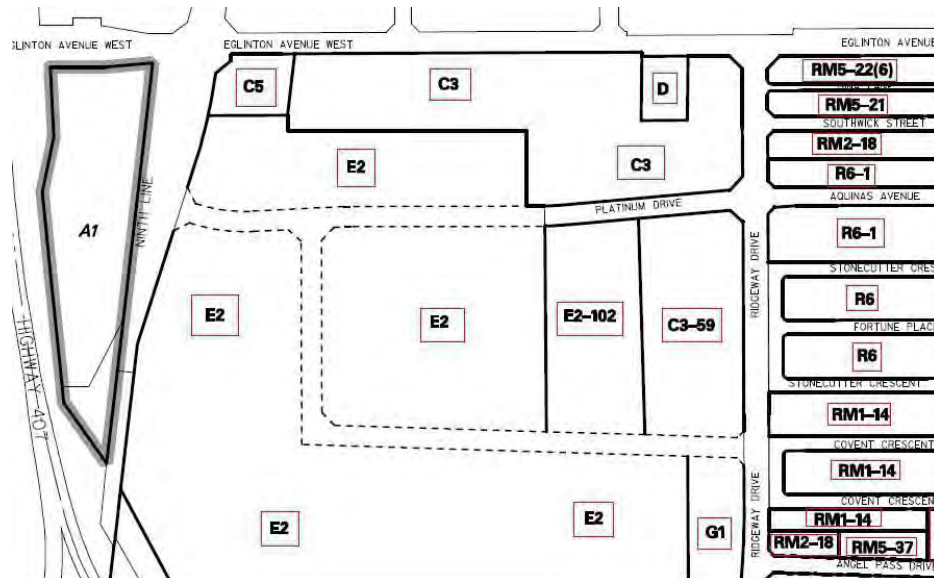 GLINTON AVENUE WEST
EGLINTON AVENUE WEST
EGLINTON AVENUE
RM5–22(6)
C5
C3
D
RM5–21
SOUTHWICK STREET
RM2–18
C3
E2
R6–1
AQUINAS AVENUE
PLATINUM DRIVE
NINTH LINE
A1
R6–1
RIDGEWAY DRIVE
STONECUTTER CRES
R6
E2
E2
E2–102
C3–59
FORTUNE PLACE
R6
HIGHWAY 407
STONECUTTER CRESCENT
RM1–14
COVENT CRESCENT
RM1–14
RIDGEWAY DRIVE
COVENT CRESCEN
E2
E2
G1
RM1–14
RM2–18
RM5–37
ANGEL PASS DRIVE